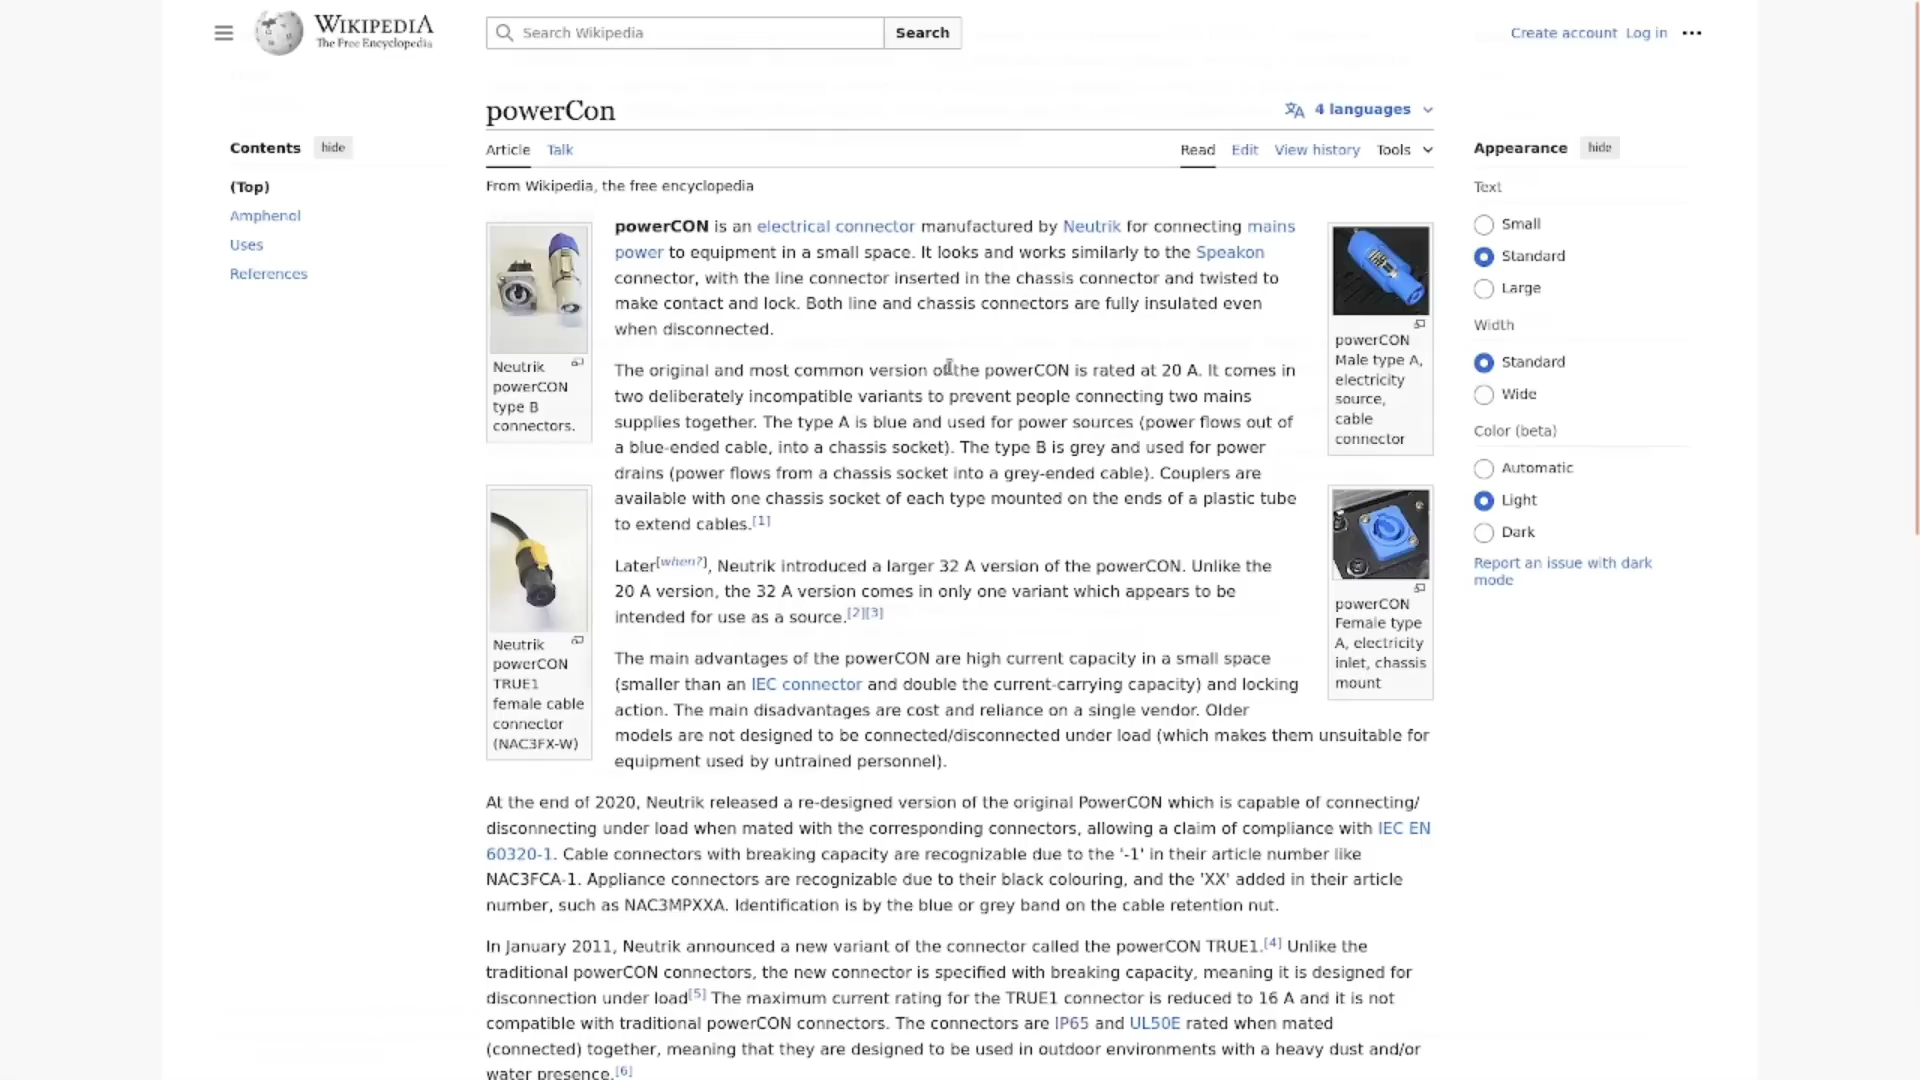 WIKIPEDIA
The Free Encyclopedia
Search Wikipedia
Search
Create account Log in
powerCon
4 languages
Contents hide
(Top)
Amphenol
Uses
References
Article Talk
Read Edit View history Tools
From Wikipedia, the free encyclopedia
Neutrik
powerCON
type B
connectors.
Neutrik
powerCON
TRUE1
female cable
connector
(NAC3FX-W)
powerCON is an electrical connector manufactured by Neutrik for connecting mains
power to equipment in a small space. It looks and works similarly to the Speakon
connector, with the line connector inserted in the chassis connector and twisted to
make contact and lock. Both line and chassis connectors are fully insulated even
when disconnected.
The original and most common version of the powerCON is rated at 20 A. It comes in
two deliberately incompatible variants to prevent people connecting two mains
supplies together. The type A is blue and used for power sources (power flows out of
a blue-ended cable, into a chassis socket). The type B is grey and used for power
drains (power flows from a chassis socket into a grey-ended cable). Couplers are
available with one chassis socket of each type mounted on the ends of a plastic tube
to extend cables.[1]
Later[when?], Neutrik introduced a larger 32 A version of the powerCON. Unlike the
20 A version, the 32 A version comes in only one variant which appears to be
intended for use as a source.[2][3]
The main advantages of the powerCON are high current capacity in a small space
(smaller than an IEC connector and double the current-carrying capacity) and locking
action. The main disadvantages are cost and reliance on a single vendor. Older
models are not designed to be connected/disconnected under load (which makes them unsuitable for
equipment used by untrained personnel).
powerCON
Male type A,
electricity
source,
cable
connector
powerCON
Female type
A, electricity
inlet, chassis
mount
At the end of 2020, Neutrik released a re-designed version of the original PowerCON which is capable of connecting/
disconnecting under load when mated with the corresponding connectors, allowing a claim of compliance with IEC EN
60320-1. Cable connectors with breaking capacity are recognizable due to the '-1' in their article number like
NAC3FCA-1. Appliance connectors are recognizable due to their black colouring, and the 'XX' added in their article
number, such as NAC3MPXXA. Identification is by the blue or grey band on the cable retention nut.
In January 2011, Neutrik announced a new variant of the connector called the powerCON TRUE1.[4] Unlike the
traditional powerCON connectors, the new connector is specified with breaking capacity, meaning it is designed for
disconnection under load[5] The maximum current rating for the TRUE1 connector is reduced to 16 A and it is not
compatible with traditional powerCON connectors. The connectors are IP65 and UL50E rated when mated
(connected) together, meaning that they are designed to be used in outdoor environments with a heavy dust and/or
water presence.[6]
Appearance hide
Text
Small
Standard
Large
Width
Standard
Wide
Color (beta)
Automatic
Light
Dark
Report an issue with dark
mode